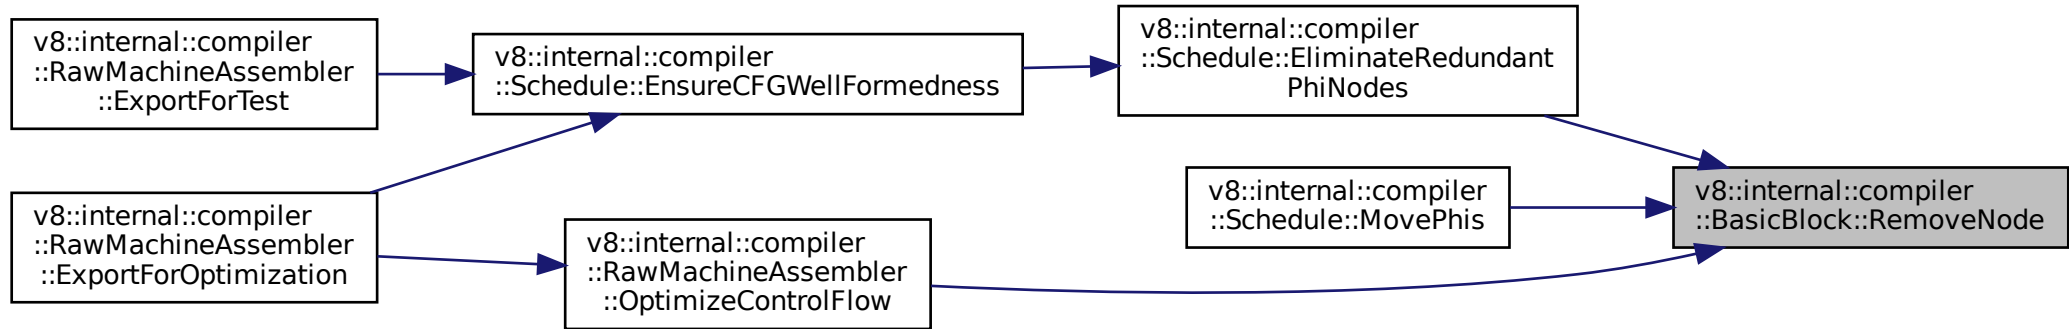 v8::internal::compiler
::RawMachineAssembler
::ExportForTest
v8::internal::compiler
::Schedule::EnsureCFGWellFormedness
v8::internal::compiler
::Schedule::EliminateRedundant
PhiNodes
v8::internal::compiler
::RawMachineAssembler
::ExportForOptimization
v8::internal::compiler
::RawMachineAssembler
::OptimizeControlFlow
v8::internal::compiler
::Schedule::MovePhis
v8::internal::compiler
::BasicBlock::RemoveNode